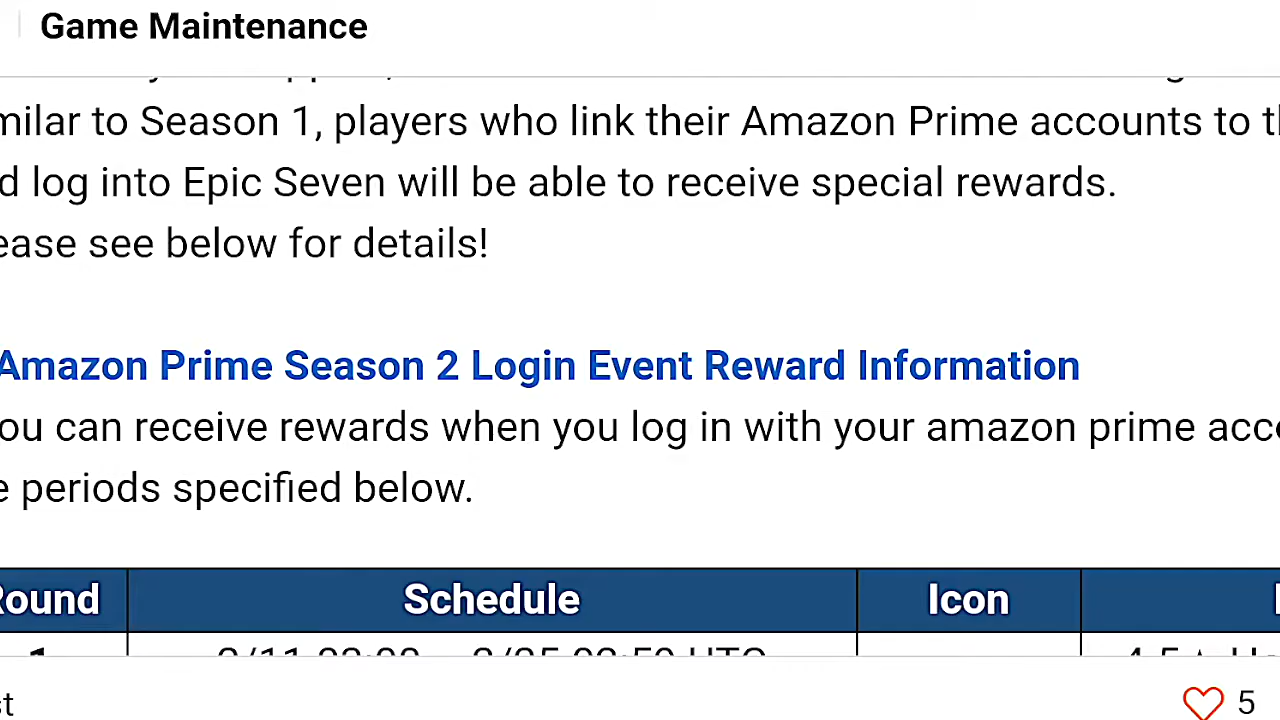 Game Maintenance
milar to Season 1, players who link their Amazon Prime accounts to
d log into Epic Seven will be able to receive special rewards.
ease see below for details!
Amazon Prime Season 2 Login Event Reward Information
ou can receive rewards when you log in with your amazon prime acc
e periods specified below.
Round Schedule Icon
1
st 5